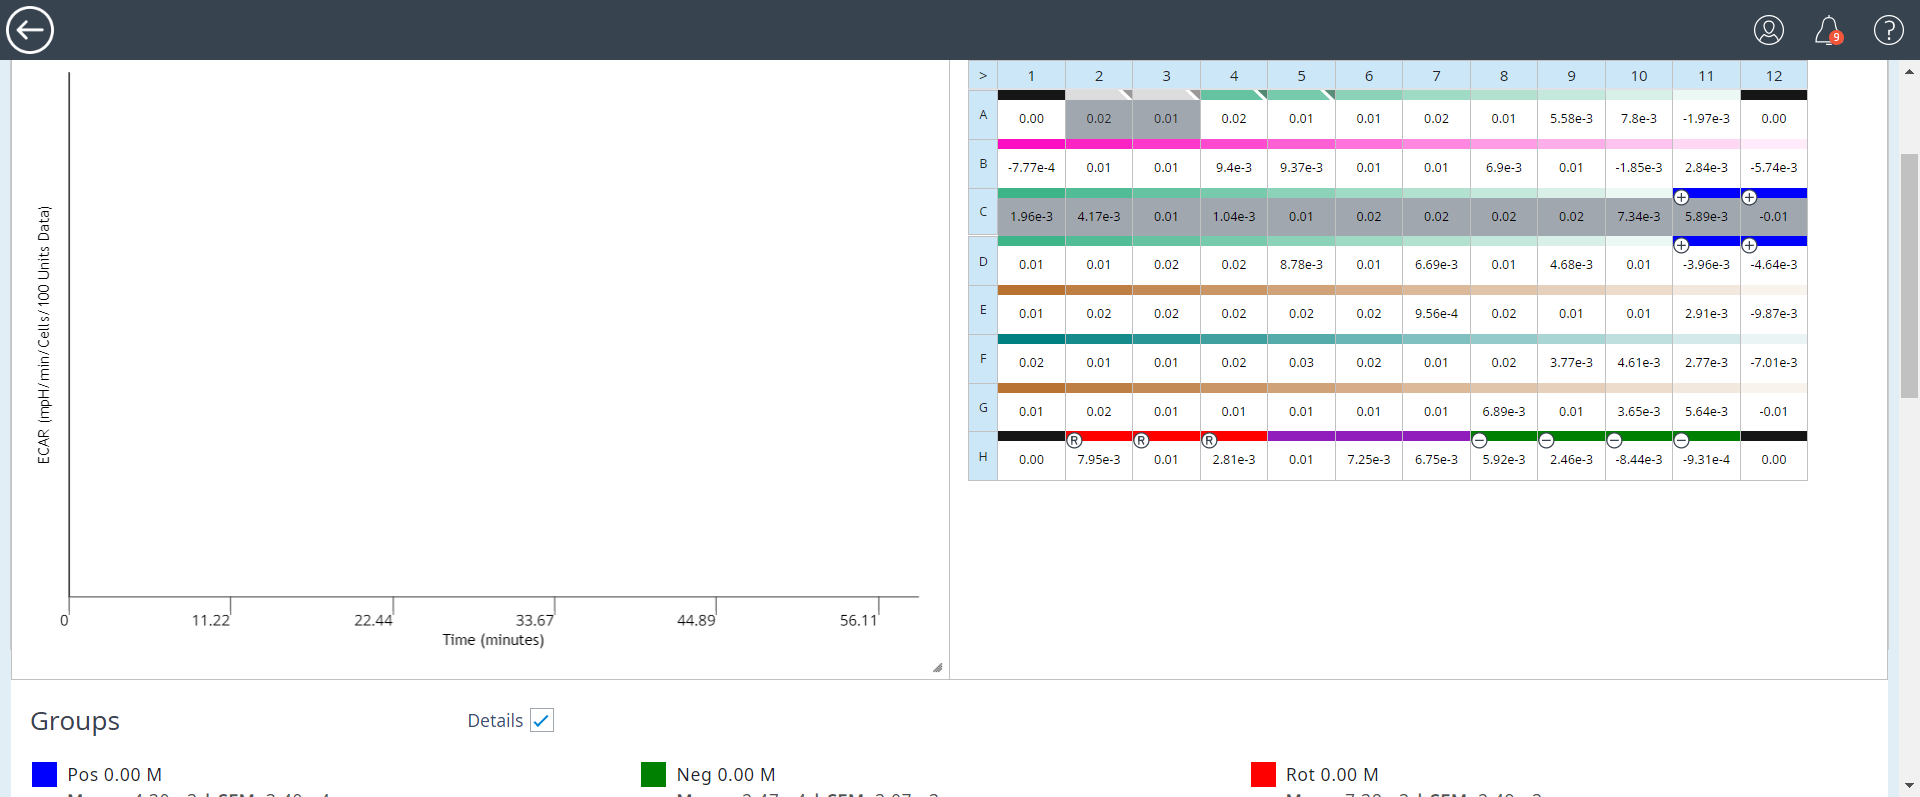 9
ECAR (mpH/min/Cells/100 Units Data)
0 11.22 22.44 33.67 44.89 56.11
Time (minutes)
> 1 2 3 4 5 6 7 8 9 10 11 12
A 0.00 0.02 0.01 0.02 0.01 0.01 0.02 0.01 5.58e-3 7.8e-3 -1.97e-3 0.00
B -7.77e-4 0.01 0.01 9.4e-3 9.37e-3 0.01 0.01 6.9e-3 0.01 -1.85e-3 2.84e-3 -5.74e-3
+ +
C 1.96e-3 4.17e-3 0.01 1.04e-3 0.01 0.02 0.02 0.02 0.02 7.34e-3 5.89e-3 -0.01
+ +
D 0.01 0.01 0.02 0.02 8.78e-3 0.01 6.69e-3 0.01 4.68e-3 0.01 -3.96e-3 -4.64e-3
E 0.01 0.02 0.02 0.02 0.02 0.02 9.56e-4 0.02 0.01 0.01 2.91e-3 -9.87e-3
F 0.02 0.01 0.01 0.02 0.03 0.02 0.01 0.02 3.77e-3 4.61e-3 2.77e-3 -7.01e-3
G 0.01 0.02 0.01 0.01 0.01 0.01 0.01 6.89e-3 0.01 3.65e-3 5.64e-3 -0.01
R R R − − − −
H 0.00 7.95e-3 0.01 2.81e-3 0.01 7.25e-3 6.75e-3 5.92e-3 2.46e-3 -8.44e-3 -9.31e-4 0.00
Groups
Details
Pos 0.00 M
Neg 0.00 M
Rot 0.00 M